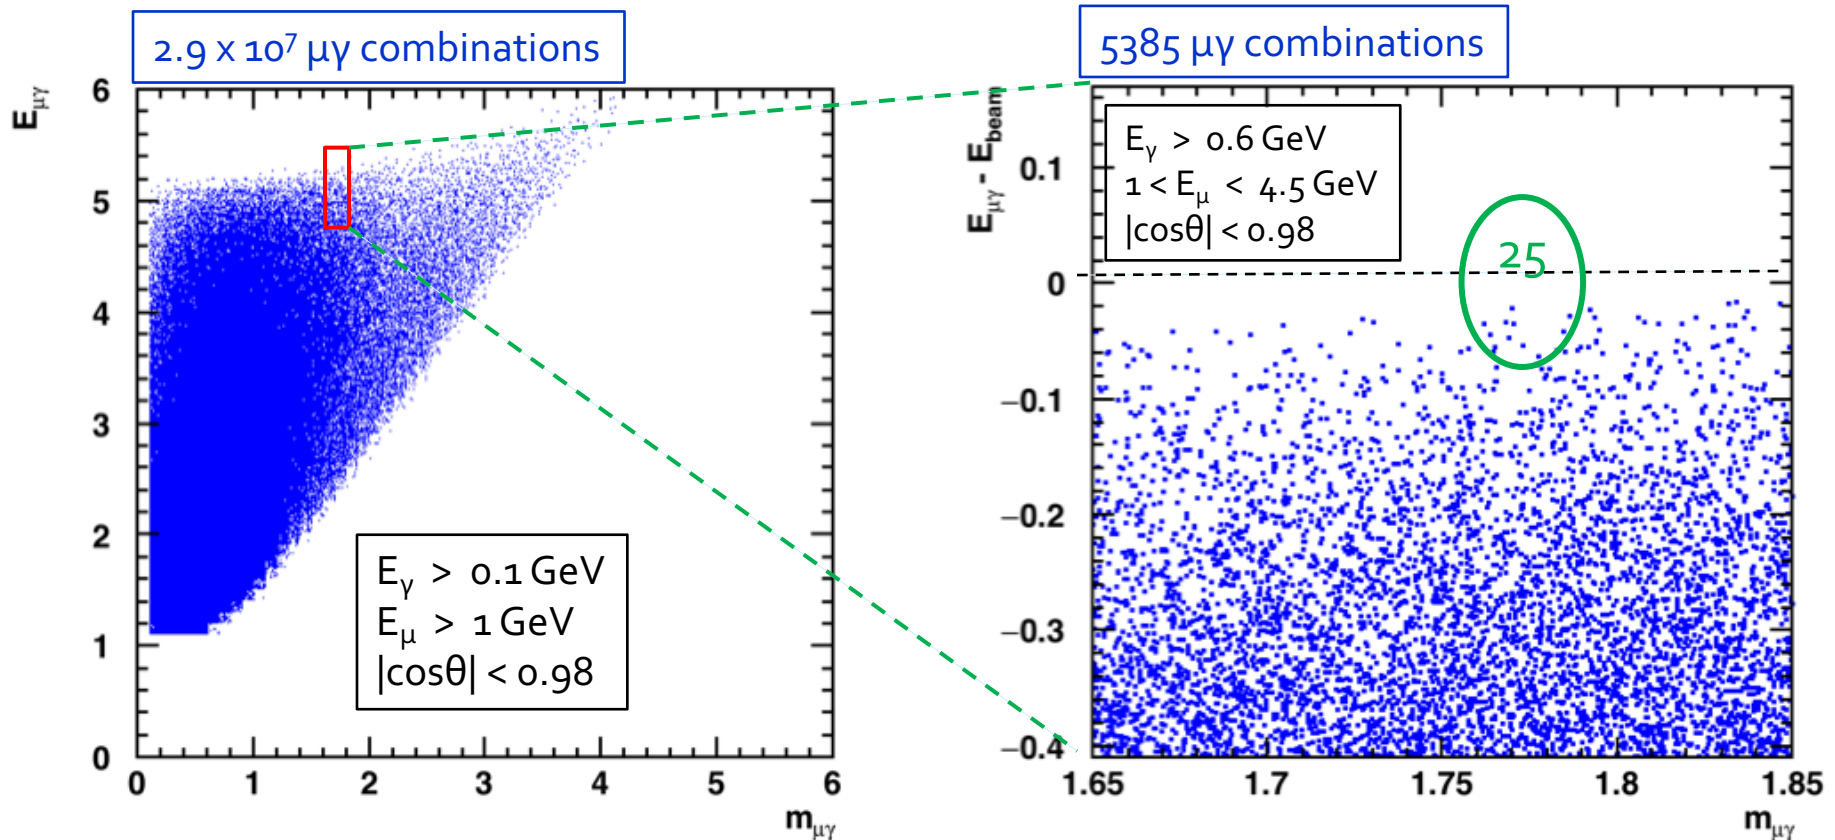 2.9 x 10⁷ μγ combinations
E_μγ
6
5
4
3
2
1
0
0 1 2 3 4 5 6
m_μγ
E_γ > 0.1 GeV
E_μ > 1 GeV
|cosθ| < 0.98
5385 μγ combinations
E_μγ - E_beam
0.1
0
−0.1
−0.2
−0.3
−0.4
1.65 1.7 1.75 1.8 1.85
m_μγ
E_γ > 0.6 GeV
1 < E_μ < 4.5 GeV
|cosθ| < 0.98
25